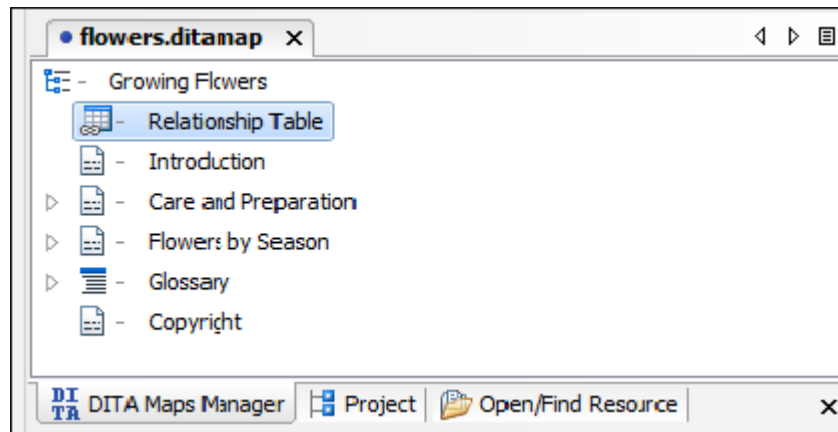 flowers.ditamap
Growing Flowers
Relationship Table
Introduction
Care and Preparation
Flowers by Season
Glossary
Copyright
DITA DITA Maps Manager Project Open/Find Resource